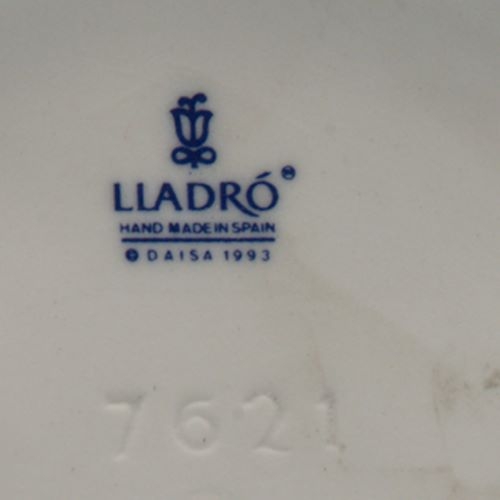 LLADRÓ
HAND MADE IN SPAIN
© DAISA 1993
7621